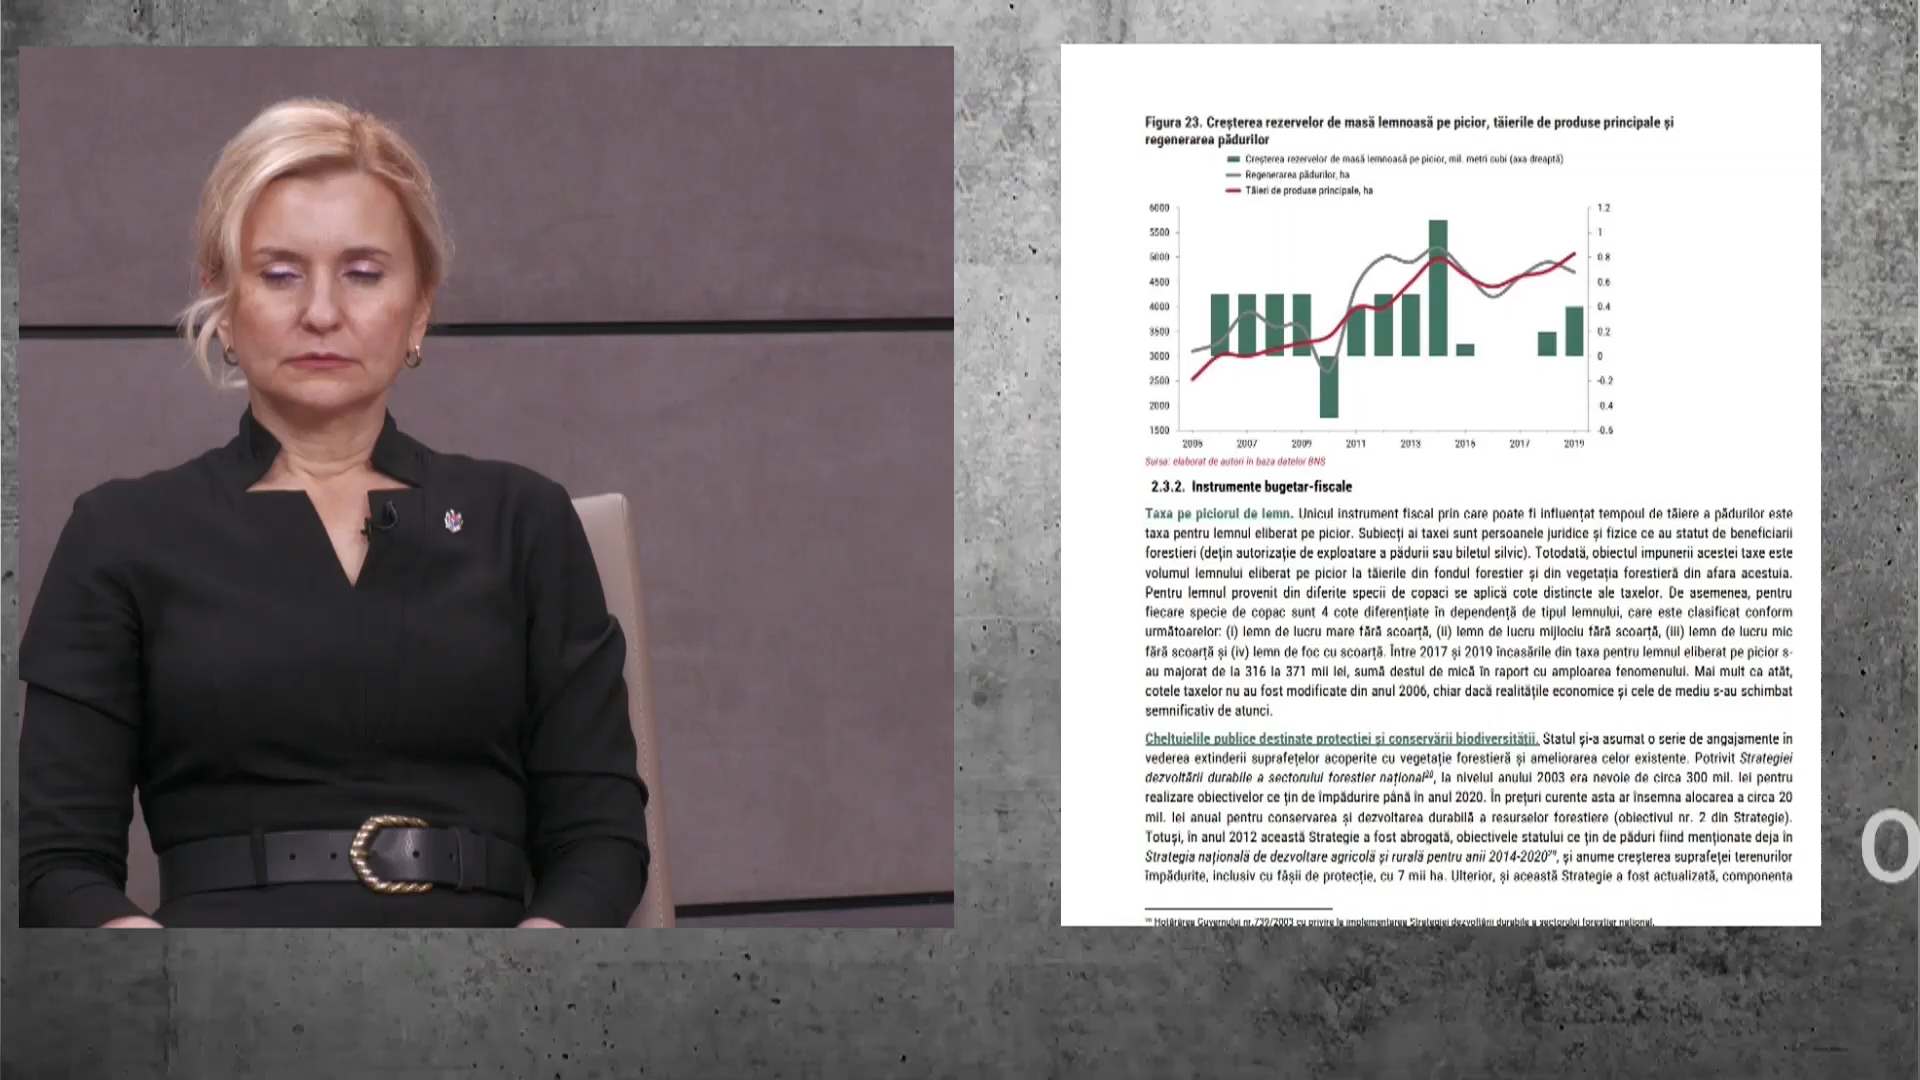 Figura 23. Creșterea rezervelor de masă lemnoasă pe picior, tăierile de produse principale și
regenerarea pădurilor
Creșterea rezervelor de masă lemnoasă pe picior, mil. metri cubi (axa dreaptă)
Regenerarea pădurilor, ha
Tăieri de produse principale, ha
6000 1.2
5500 1
5000 0.8
4500 0.6
4000 0.4
3500 0.2
3000 0
2500 -0.2
2000 -0.4
1500 -0.6
2005 2007 2009 2011 2013 2015 2017 2019
Sursa: elaborat de autori în baza datelor BNS
2.3.2. Instrumente bugetar-fiscale
Taxa pe piciorul de lemn. Unicul instrument fiscal prin care poate fi influențat tempoul de tăiere a pădurilor este
taxa pentru lemnul eliberat pe picior. Subiecți ai taxei sunt persoanele juridice și fizice ce au statut de beneficiarii
forestieri (dețin autorizație de exploatare a pădurii sau biletul silvic). Totodată, obiectul impunerii acestei taxe este
volumul lemnului eliberat pe picior la tăierile din fondul forestier și din vegetația forestieră din afara acestuia.
Pentru lemnul provenit din diferite specii de copaci se aplică cote distincte ale taxelor. De asemenea, pentru
fiecare specie de copac sunt 4 cote diferențiate în dependență de tipul lemnului, care este clasificat conform
următoarelor: (i) lemn de lucru mare fără scoarță, (ii) lemn de lucru mijlociu fără scoarță, (iii) lemn de lucru mic
fără scoarță și (iv) lemn de foc cu scoarță. Între 2017 și 2019 încasările din taxa pentru lemnul eliberat pe picior s-
au majorat de la 316 la 371 mii lei, sumă destul de mică în raport cu amploarea fenomenului. Mai mult ca atât,
cotele taxelor nu au fost modificate din anul 2006, chiar dacă realitățile economice și cele de mediu s-au schimbat
semnificativ de atunci.
Cheltuielile publice destinate protecției și conservării biodiversității. Statul și-a asumat o serie de angajamente în
vederea extinderii suprafețelor acoperite cu vegetație forestieră și ameliorarea celor existente. Potrivit Strategiei
dezvoltării durabile a sectorului forestier național, la nivelul anului 2003 era nevoie de circa 300 mil. lei pentru
realizare obiectivelor ce țin de împădurire până în anul 2020. În prețuri curente asta ar însemna alocarea a circa 20
mil. lei anual pentru conservarea și dezvoltarea durabilă a resurselor forestiere (obiectivul nr. 2 din Strategie).
Totuși, în anul 2012 această Strategie a fost abrogată, obiectivele statului ce țin de păduri fiind menționate deja în
Strategia națională de dezvoltare agricolă și rurală pentru anii 2014-2020, și anume creșterea suprafeței terenurilor
împădurite, inclusiv cu fâșii de protecție, cu 7 mii ha. Ulterior, și această Strategie a fost actualizată, componenta
Hotărârea Guvernului nr.739/2003 cu privire la implementarea Strategiei dezvoltării durabile a sectorului forestier național.
O